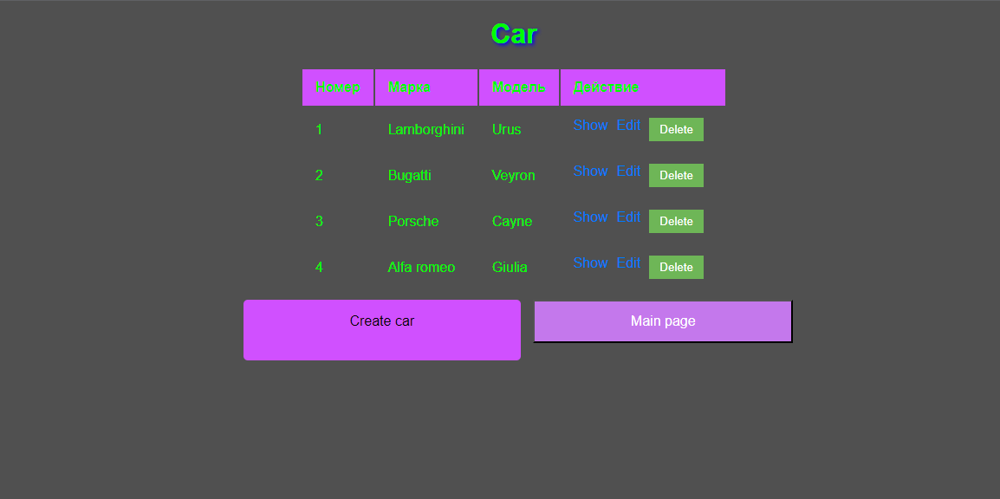 Car
Номер Марка Модель Действие
1 Lamborghini Urus Show Edit Delete
2 Bugatti Veyron Show Edit Delete
3 Porsche Cayne Show Edit Delete
4 Alfa romeo Giulia Show Edit Delete
Create car Main page